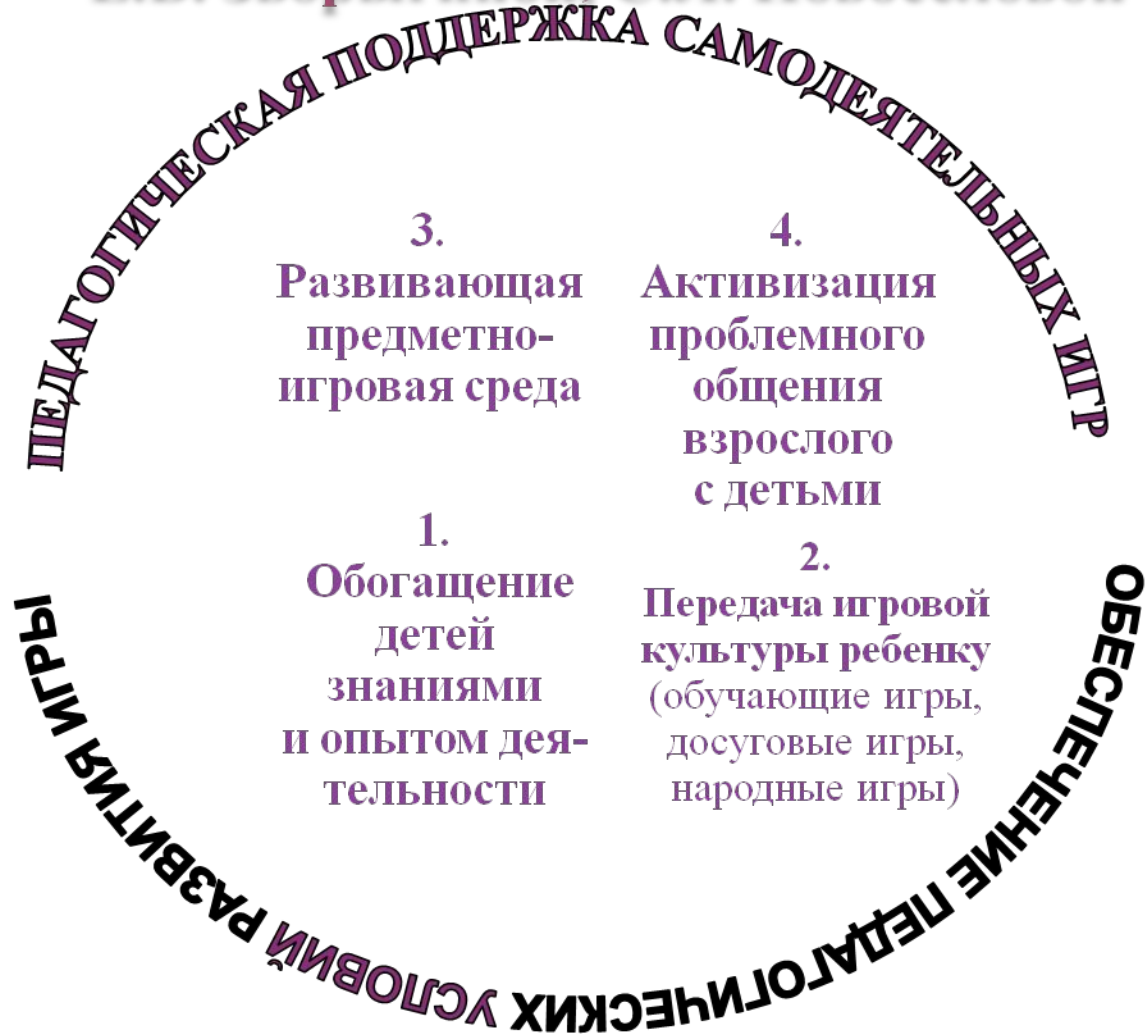 Новоселовой
ПЕДАГОГИЧЕСКАЯ ПОДДЕРЖКА САМОДЕЯТЕЛЬНЫХ ИГР
3.
Развивающая
предметно-
игровая среда
4.
Активизация
проблемного
общения
взрослого
с детьми
1.
Обогащение
детей
знаниями
и опытом дея-
тельности
2.
Передача игровой
культуры ребенку
(обучающие игры,
досуговые игры,
народные игры)
ОБЕСПЕЧЕНИЕ ПЕДАГОГИЧЕСКИХ УСЛОВИЙ РАЗВИТИЯ ИГРЫ